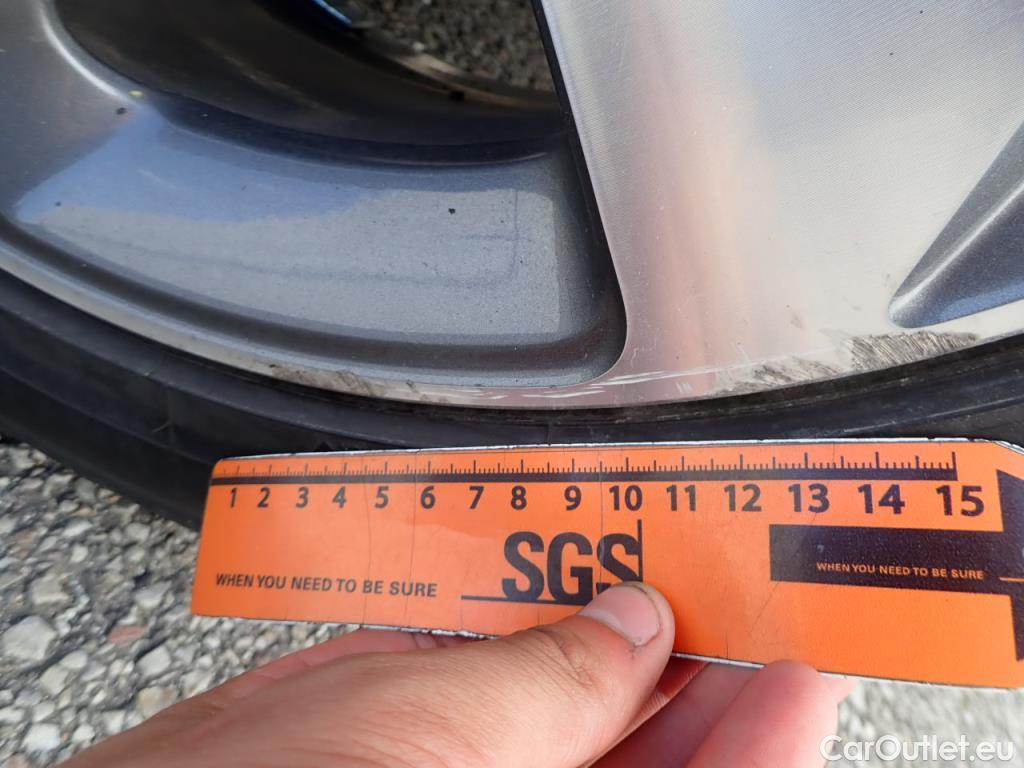 1 2 3 4 5 6 7 8 9 10 11 12 13 14 15
SGS
WHEN YOU NEED TO BE SURE
WHEN YOU NEED TO BE SURE
CarOutlet.eu